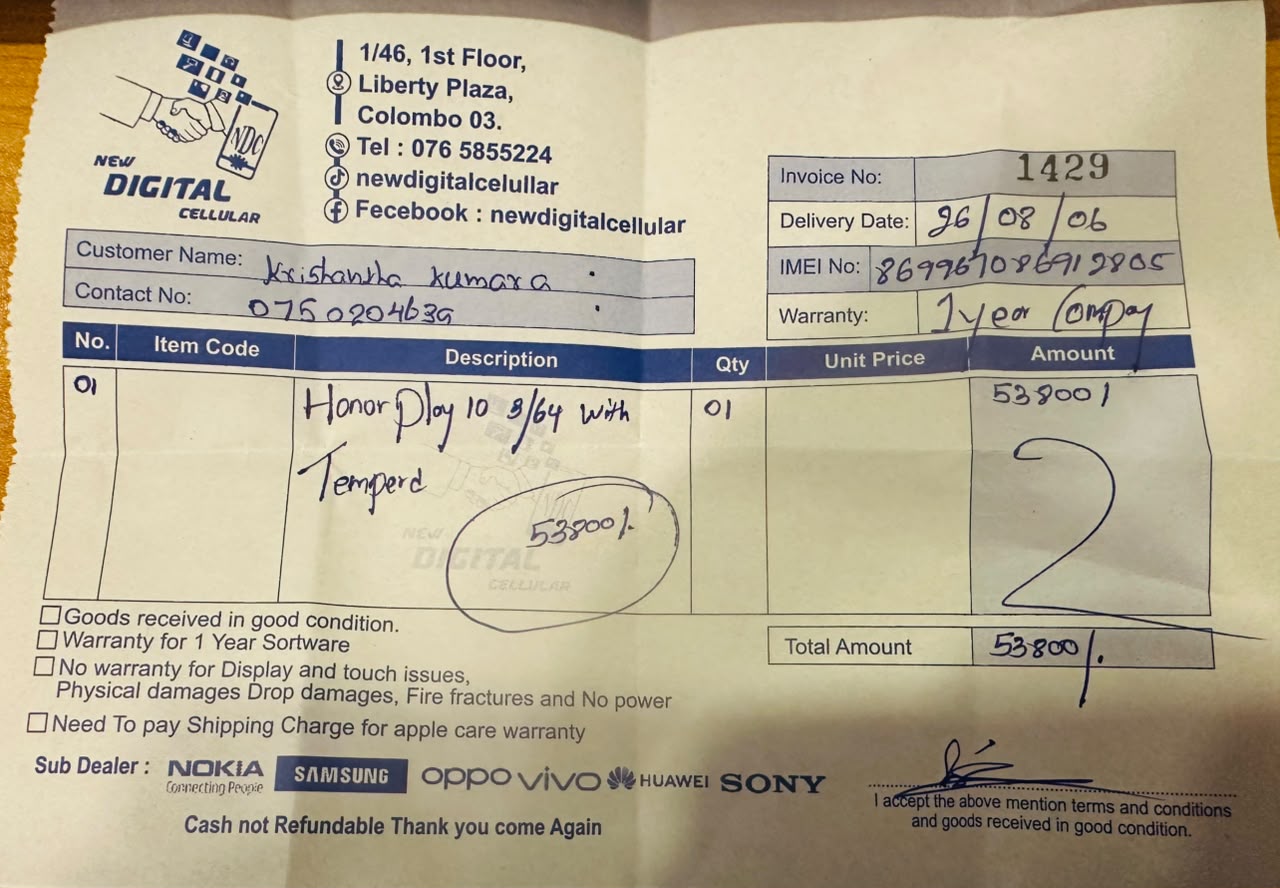 1/46, 1st Floor,
Liberty Plaza,
Colombo 03.
Tel : 076 5855224
newdigitalcelullar
Fecebook : newdigitalcellular
NDC
NEW
DIGITAL
CELLULAR
Invoice No: 1429
Delivery Date: 26/08/06
IMEI No: 869967086912805
Warranty: 1 year Compay
Customer Name: Krishantha Kumara
Contact No: 0750204639
No. Item Code Description Qty Unit Price Amount
01 Honor Play 10 3/64 with 01 53800/
Temperd
53800/.
NEW
DIGITAL
CELLULAR
Goods received in good condition.
Warranty for 1 Year Sortware
No warranty for Display and touch issues,
Physical damages Drop damages, Fire fractures and No power
Need To pay Shipping Charge for apple care warranty
Total Amount 53800/.
Sub Dealer : NOKIA Connecting People SAMSUNG oppo vivo HUAWEI SONY
Cash not Refundable Thank you come Again
I accept the above mention terms and conditions
and goods received in good condition.